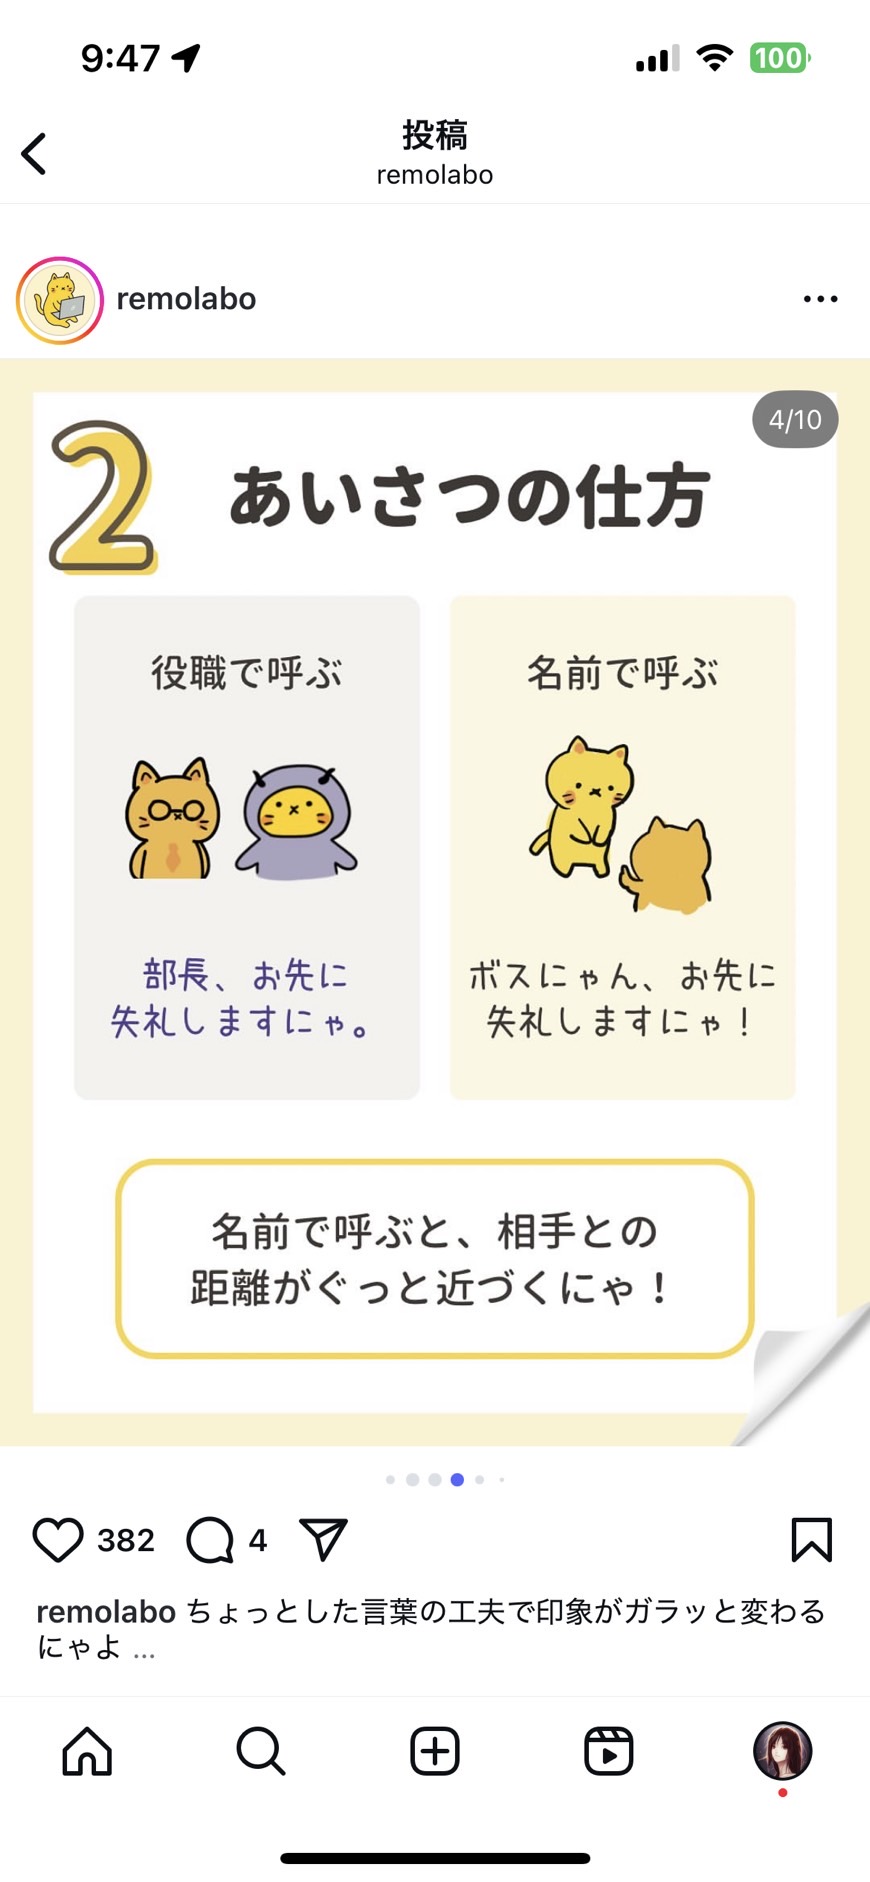 9:47
100
投稿
remolabo
remolabo
4/10
2
あいさつの仕方
役職で呼ぶ
部長、お先に
失礼しますにゃ。
名前で呼ぶ
ボスにゃん、お先に
失礼しますにゃ！
名前で呼ぶと、相手との
距離がぐっと近づくにゃ！
382
4
remolabo ちょっとした言葉の工夫で印象がガラッと変わる
にゃよ ...